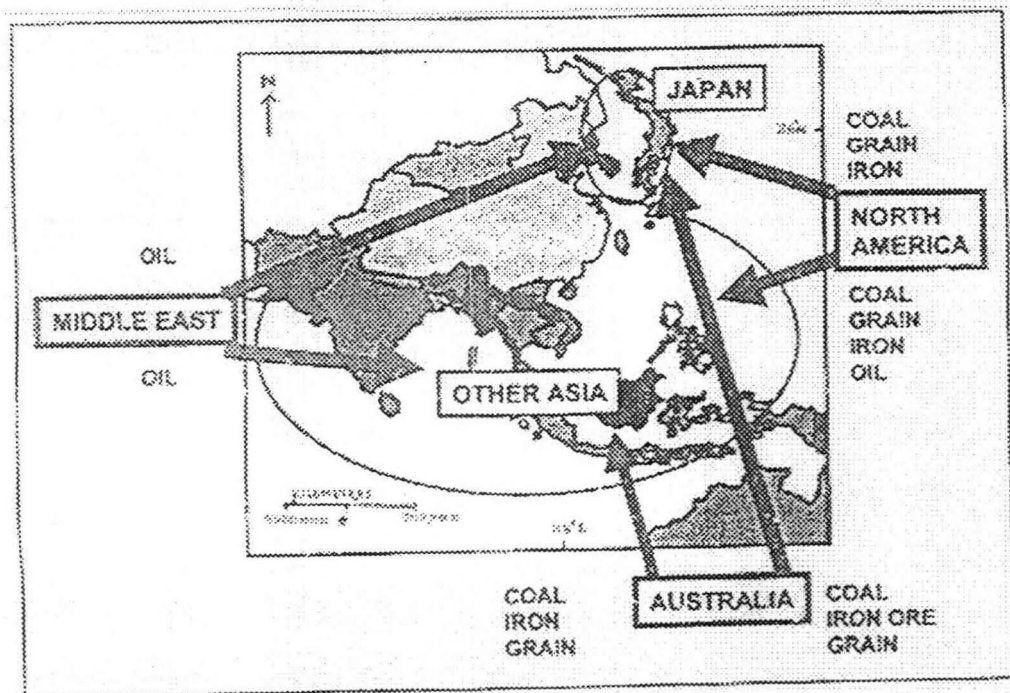 N
JAPAN
COAL
GRAIN
IRON
NORTH
AMERICA
OIL
MIDDLE EAST
OIL
COAL
GRAIN
IRON
OIL
OTHER ASIA
COAL
IRON
GRAIN
AUSTRALIA
COAL
IRON ORE
GRAIN